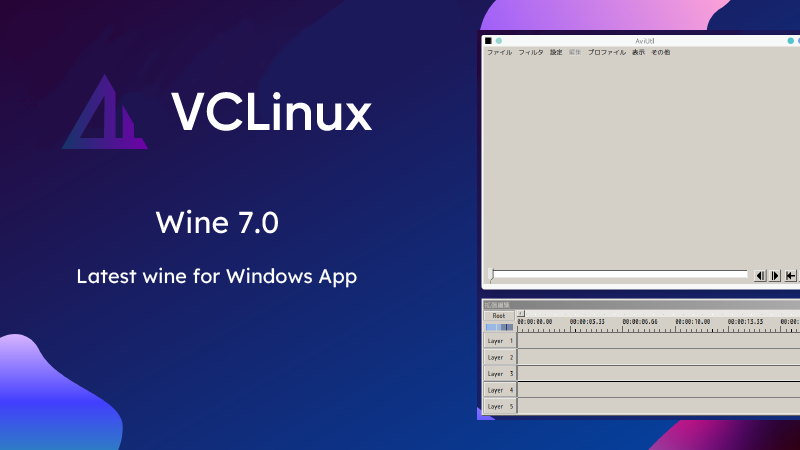 VCLinux
Wine 7.0
Latest wine for Windows App
AviUtl
ファイル フィルタ 設定 編集 プロファイル 表示 その他
拡張編集
Root
00:00:00.00 00:00:03.33 00:00:06.66 00:00:10.00 00:00:13.33 00:00:
Layer 1
Layer 2
Layer 3
Layer 4
Layer 5